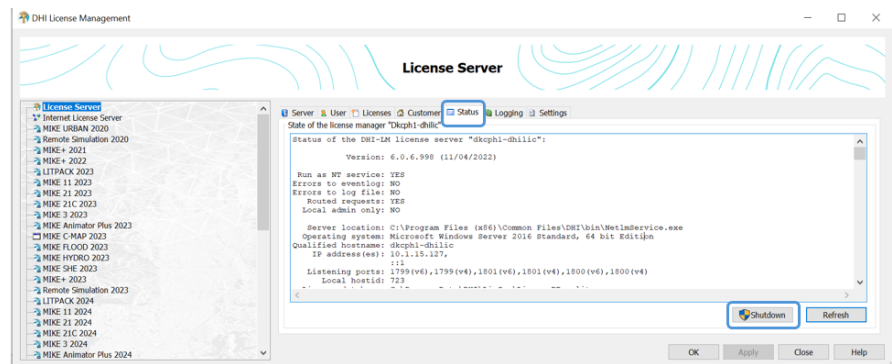 DHI License Management
License Server
License Server
Internet License Server
MIKE URBAN 2020
Remote Simulation 2020
MIKE+ 2021
MIKE+ 2022
LITPACK 2023
MIKE 11 2023
MIKE 21 2023
MIKE 21C 2023
MIKE 3 2023
MIKE Animator Plus 2023
MIKE C-MAP 2023
MIKE FLOOD 2023
MIKE HYDRO 2023
MIKE SHE 2023
MIKE+ 2023
Remote Simulation 2023
LITPACK 2024
MIKE 11 2024
MIKE 21 2024
MIKE 21C 2024
MIKE 3 2024
MIKE Animator Plus 2024
Server User Licenses Customer Status Logging Settings
State of the license manager "Dkcph1-dhilic"
Status of the DHI-LM license server "dkcph1-dhilic":
Version: 6.0.6.998 (11/04/2022)
Run as NT service: YES
Errors to eventlog: NO
Errors to log file: NO
Routed requests: YES
Local admin only: NO
Server location: C:\Program Files (x86)\Common Files\DHI\bin\NetlmService.exe
Operating system: Microsoft Windows Server 2016 Standard, 64 bit Edition
Qualified hostname: dkcph1-dhilic
IP address(es): 10.1.15.127,
::1
Listening ports: 1799(v6),1799(v4),1801(v6),1801(v4),1800(v6),1800(v4)
Local hostid: 723
Shutdown Refresh
OK Apply Close Help